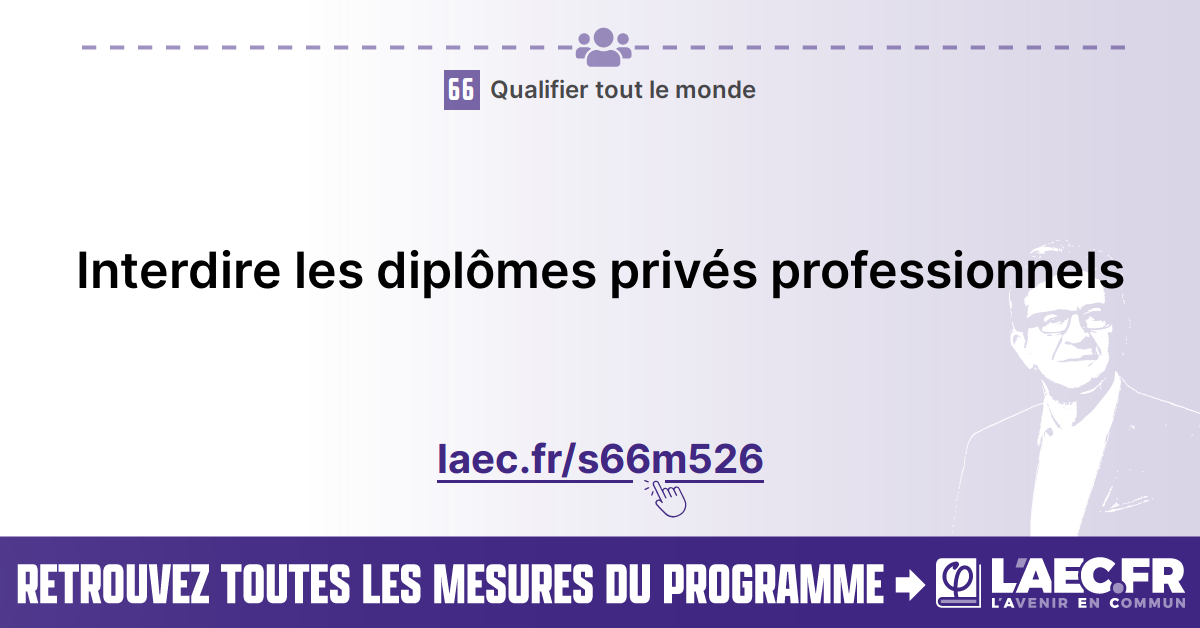 66 Qualifier tout le monde
Interdire les diplômes privés professionnels
laec.fr/s66m526
RETROUVEZ TOUTES LES MESURES DU PROGRAMME
φ L'AEC.FR
L'AVENIR EN COMMUN